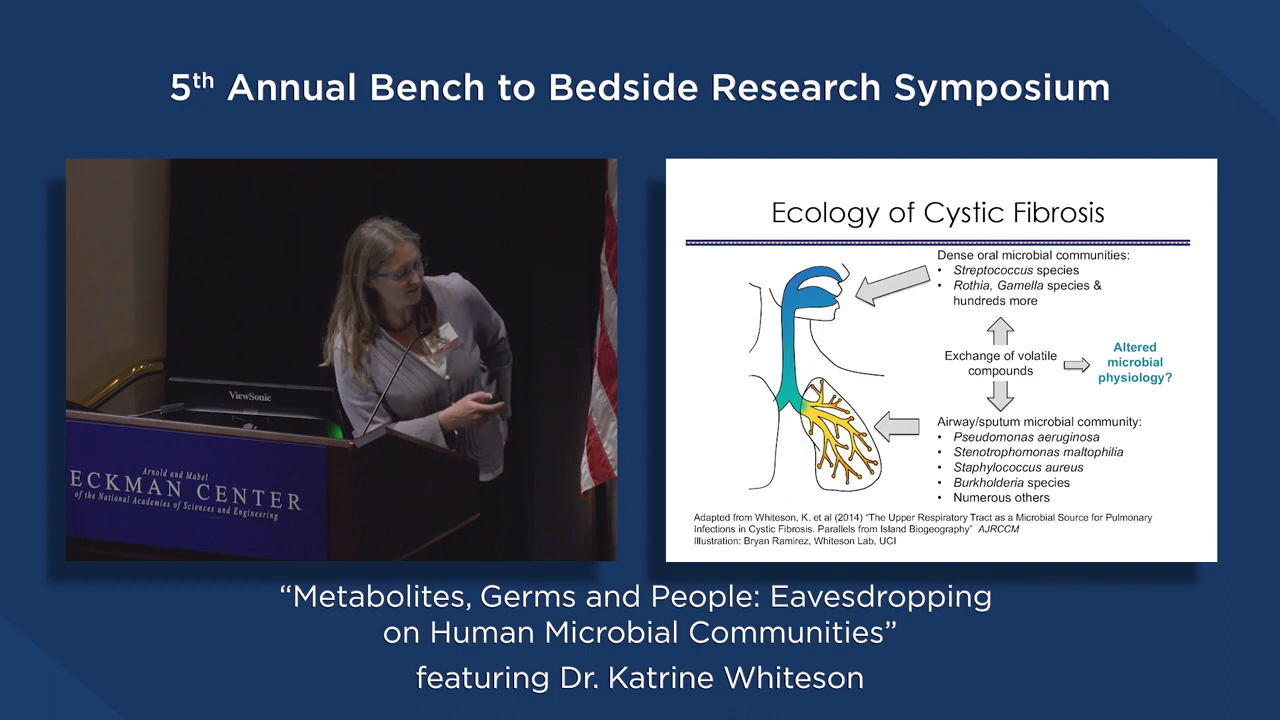 5th Annual Bench to Bedside Research Symposium
ViewSonic
Arnold and Mabel
ECKMAN CENTER
of the National Academies of Sciences and Engineering
Ecology of Cystic Fibrosis
Dense oral microbial communities:
• Streptococcus species
• Rothia, Gamella species &
hundreds more
Exchange of volatile
compounds
Altered
microbial
physiology?
Airway/sputum microbial community:
• Pseudomonas aeruginosa
• Stenotrophomonas maltophilia
• Staphylococcus aureus
• Burkholderia species
• Numerous others
Adapted from Whiteson, K. et al (2014) “The Upper Respiratory Tract as a Microbial Source for Pulmonary
Infections in Cystic Fibrosis. Parallels from Island Biogeography” AJRCCM
Illustration: Bryan Ramirez, Whiteson Lab, UCI
“Metabolites, Germs and People: Eavesdropping
on Human Microbial Communities”
featuring Dr. Katrine Whiteson